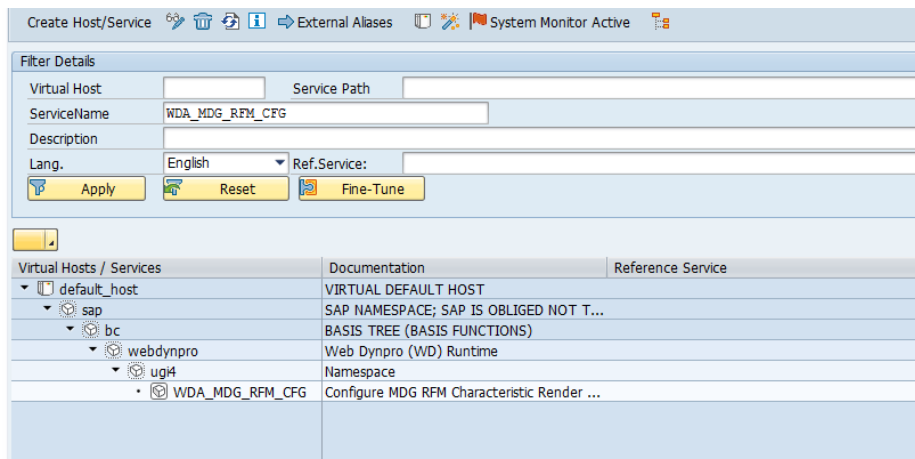 Create Host/Service External Aliases System Monitor Active
Filter Details
Virtual Host Service Path
ServiceName WDA_MDG_RFM_CFG
Description
Lang. English Ref.Service:
Apply Reset Fine-Tune
Virtual Hosts / Services Documentation Reference Service
default_host VIRTUAL DEFAULT HOST
sap SAP NAMESPACE; SAP IS OBLIGED NOT T...
bc BASIS TREE (BASIS FUNCTIONS)
webdynpro Web Dynpro (WD) Runtime
ugi4 Namespace
WDA_MDG_RFM_CFG Configure MDG RFM Characteristic Render ...